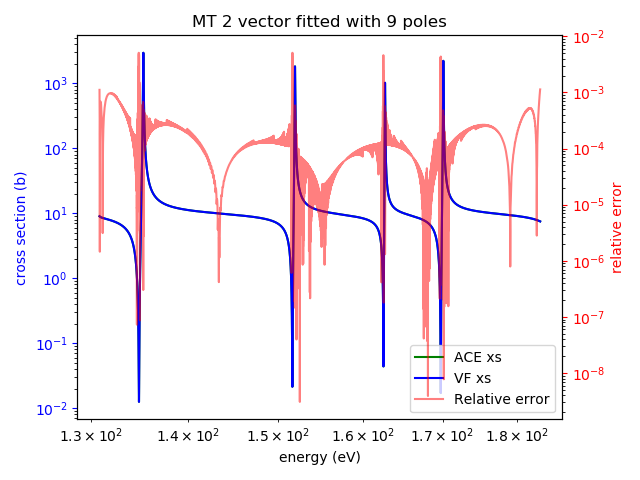 MT 2 vector fitted with 9 poles
10³
10²
10¹
10⁰
10⁻¹
10⁻²
cross section (b)
10⁻²
10⁻³
10⁻⁴
10⁻⁵
10⁻⁶
10⁻⁷
10⁻⁸
relative error
ACE xs
VF xs
Relative error
1.3 × 10² 1.4 × 10² 1.5 × 10² 1.6 × 10² 1.7 × 10² 1.8 × 10²
energy (eV)